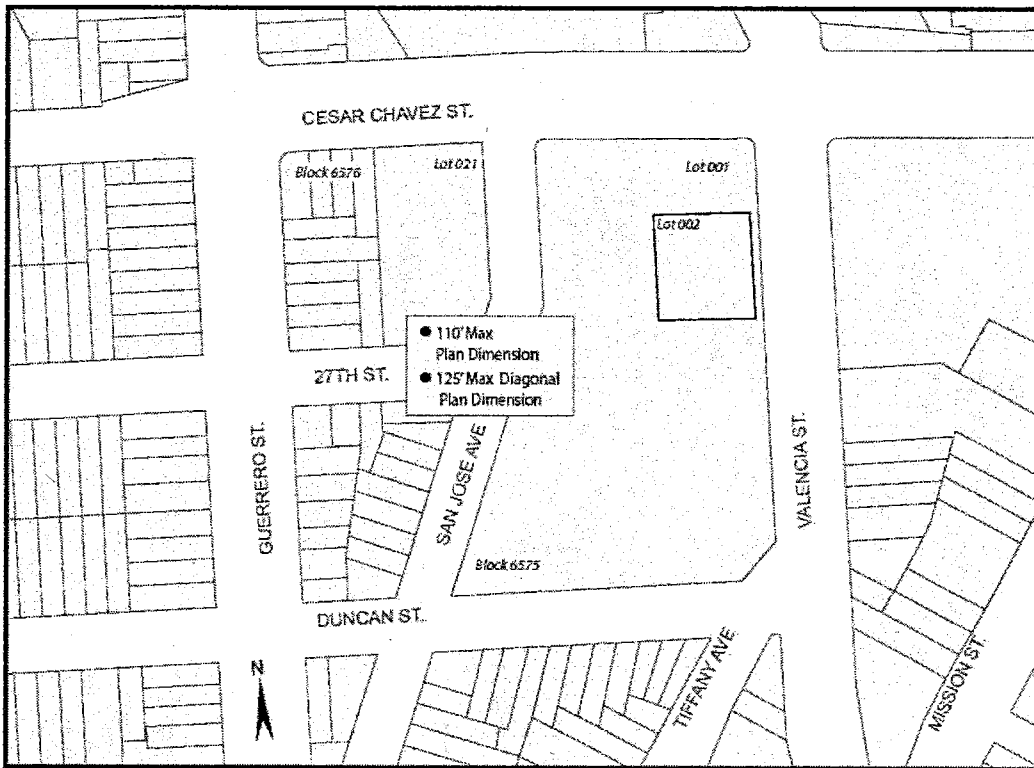 CESAR CHAVEZ ST.
Block 6576
Lot 021
Lot 001
Lot 002
● 110' Max
Plan Dimension
● 125' Max Diagonal
Plan Dimension
27TH ST.
GUERRERO ST.
SAN JOSE AVE
VALENCIA ST.
Block 6575
DUNCAN ST.
N
TIFFANY AVE
MISSION ST.